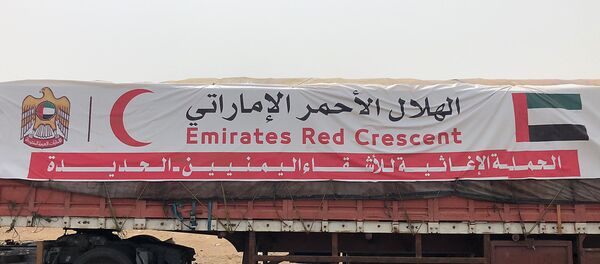 الهلال الأحمر الإماراتي
Emirates Red Crescent
الحملة الإغاثية للأشقاء اليمنيين - الحديدة